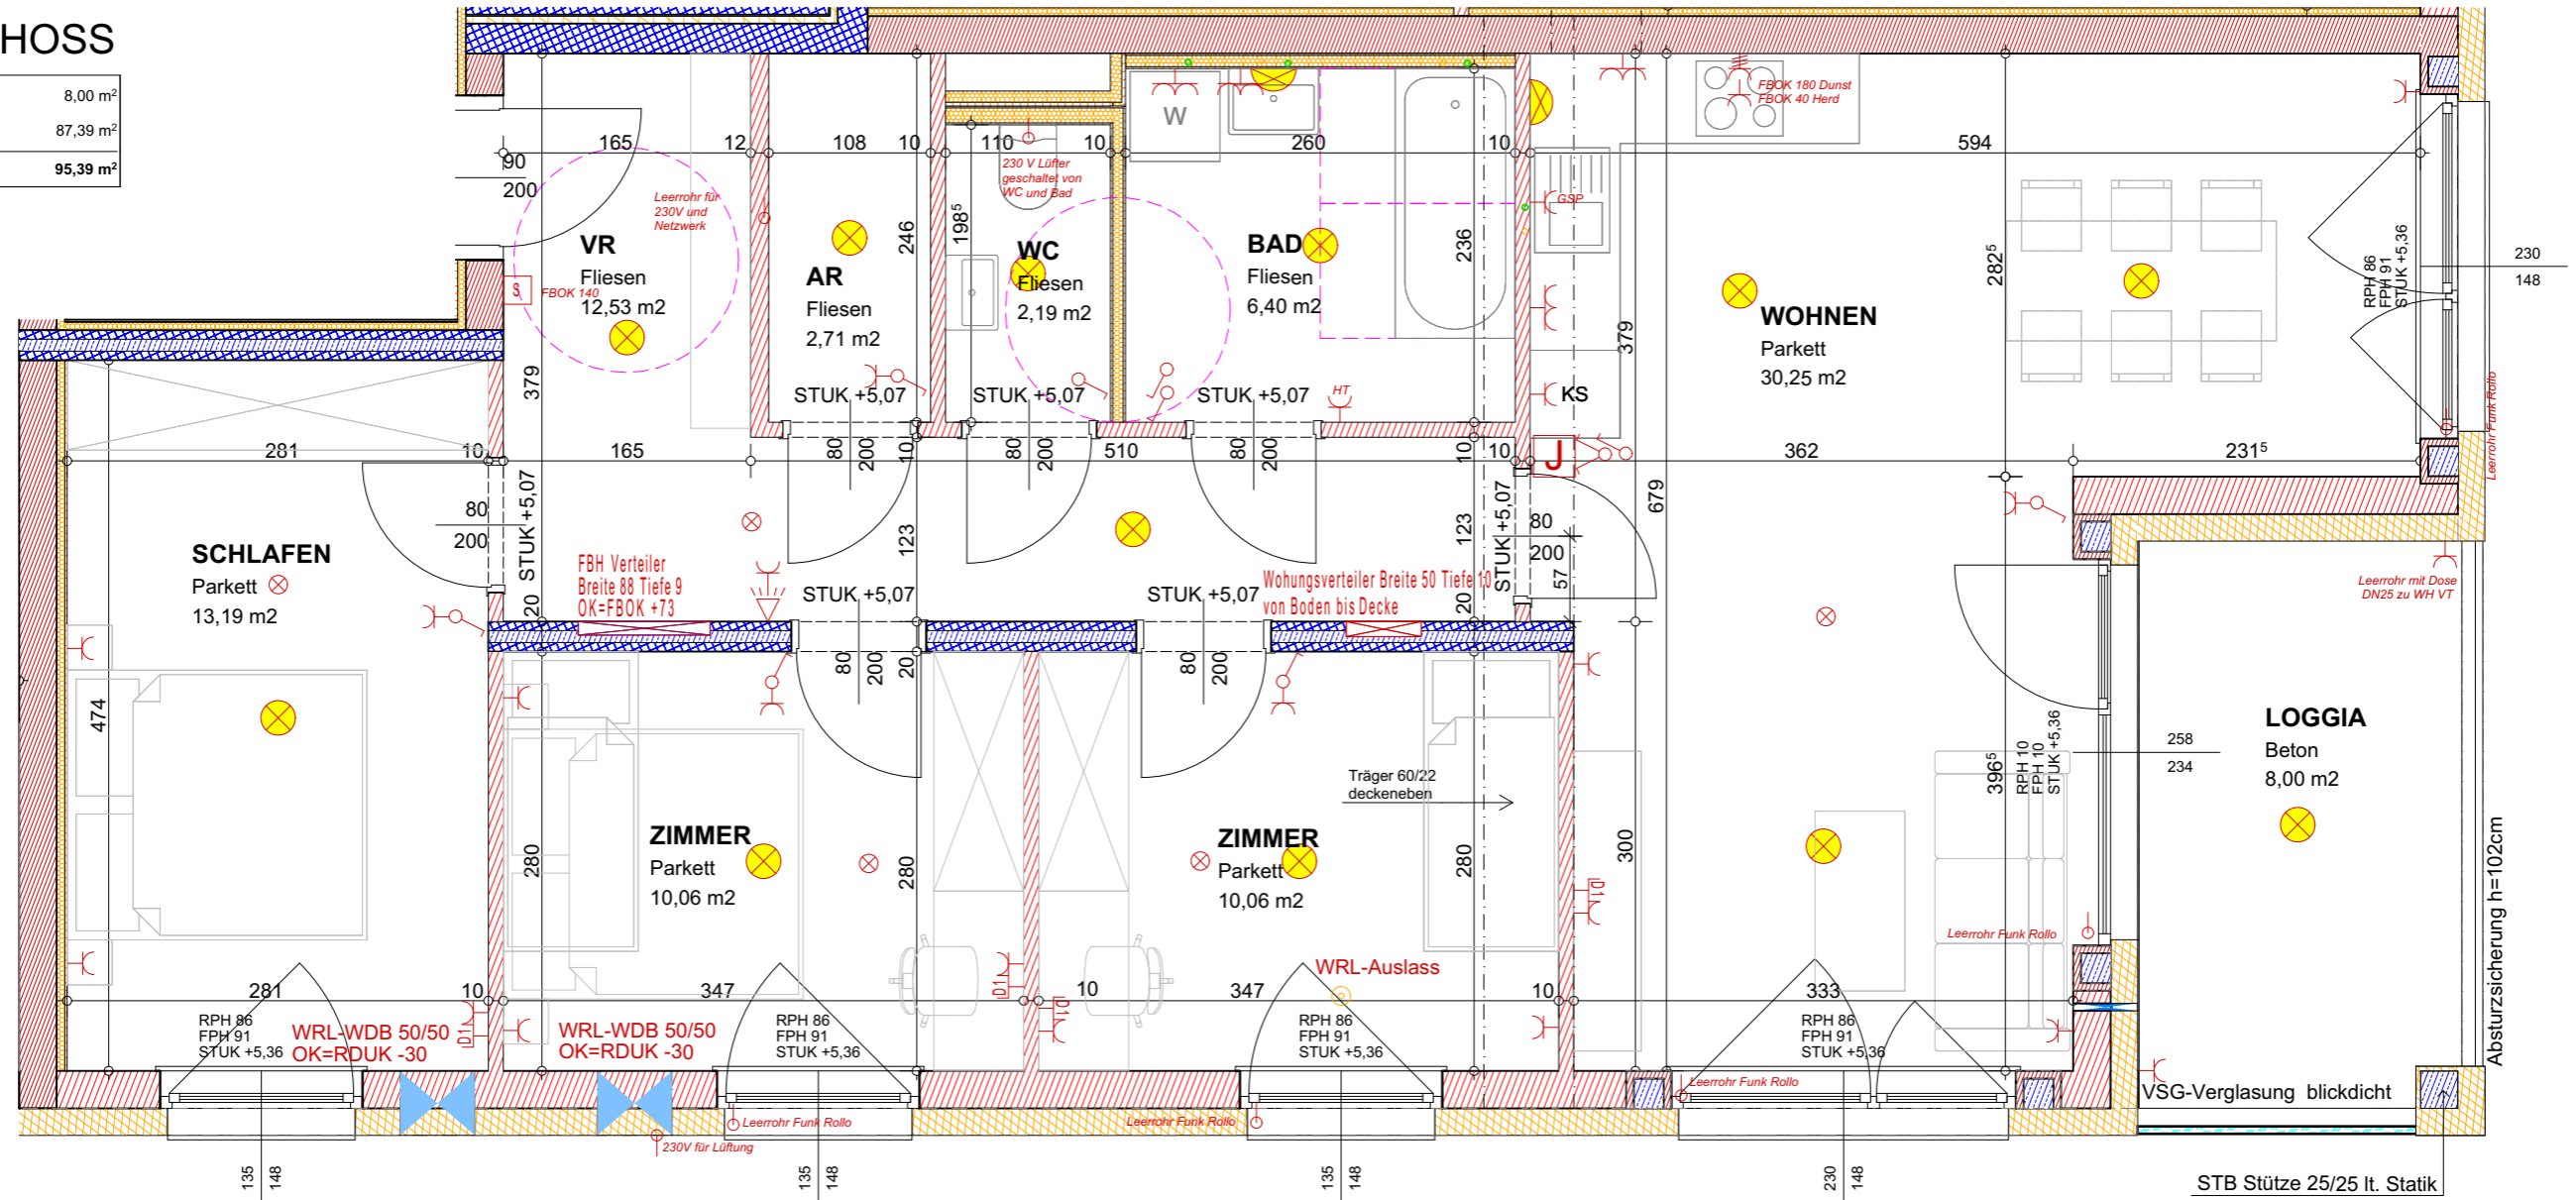 HOSS
8,00 m²
87,39 m²
95,39 m²
90
200
165
12
108
10
110
10
260
10
594
230 V Lüfter
geschaltet von
WC und Bad
W
FBOK 180 Dunst
FBOK 40 Herd
Leerrohr für
230V und
Netzwerk
GSP
VR
Fliesen
12,53 m2
S
FBOK 140
AR
Fliesen
2,71 m2
246
198⁵
WC
Fliesen
2,19 m2
BAD
Fliesen
6,40 m2
236
WOHNEN
Parkett
30,25 m2
282⁵
379
379
RPH 86
FPH 91
STUK +5,36
230
148
Leerrohr Funk Rollo
STUK +5,07
STUK +5,07
STUK +5,07
HT
KS
J
281
10
165
80
200
10
80
200
510
80
200
10
10
362
231⁵
80
200
STUK +5,07
20
123
123
20
STUK +5,07
80
200
57
679
SCHLAFEN
Parkett
13,19 m2
FBH Verteiler
Breite 88 Tiefe 9
OK=FBOK +73
STUK +5,07
STUK +5,07
Wohungsverteiler Breite 50 Tiefe 10
von Boden bis Decke
Leerrohr mit Dose
DN25 zu WH VT
80
200
20
80
200
474
280
280
280
300
396⁵
RPH 10
FPH 10
STUK +5,36
258
234
LOGGIA
Beton
8,00 m2
Träger 60/22
deckeneben
ZIMMER
Parkett
10,06 m2
ZIMMER
Parkett
10,06 m2
D1
D1
D1
D1
Leerrohr Funk Rollo
WRL-Auslass
281
10
347
10
347
10
333
RPH 86
FPH 91
STUK +5,36
WRL-WDB 50/50
OK=RDUK -30
WRL-WDB 50/50
OK=RDUK -30
RPH 86
FPH 91
STUK +5,36
RPH 86
FPH 91
STUK +5,36
RPH 86
FPH 91
STUK +5,36
Absturzsicherung h=102cm
Leerrohr Funk Rollo
VSG-Verglasung blickdicht
Leerrohr Funk Rollo
Leerrohr Funk Rollo
230V für Lüftung
135
148
135
148
135
148
230
148
STB Stütze 25/25 lt. Statik